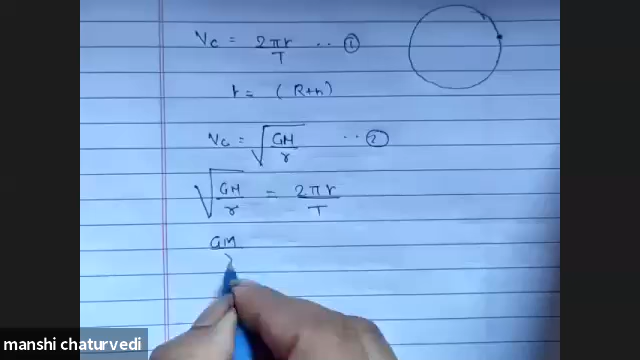 Vc = 2πr/T ·· ①
r = (R+h)
Vc = √(GM/r) ·· ②
√(GM/r) = 2πr/T
GM
manshi chaturvedi